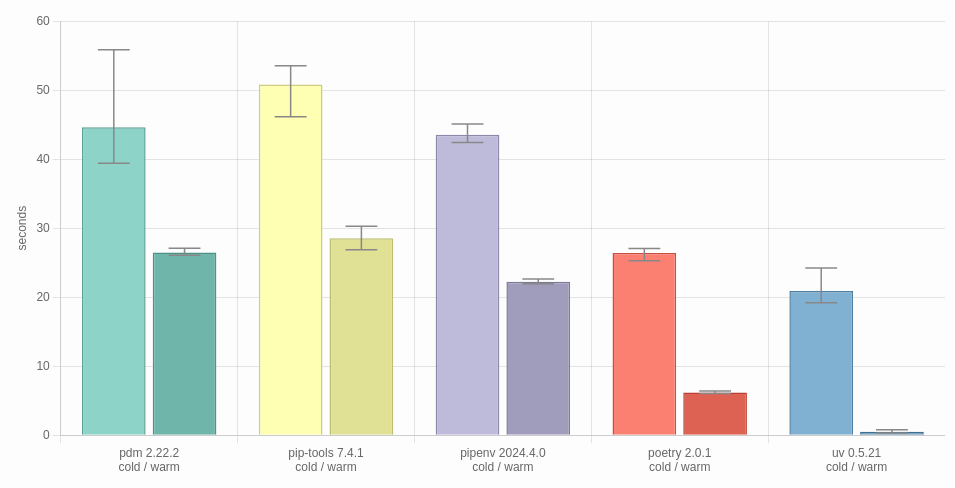 60
50
40
30
20
10
0
seconds
pdm 2.22.2
cold / warm
pip-tools 7.4.1
cold / warm
pipenv 2024.4.0
cold / warm
poetry 2.0.1
cold / warm
uv 0.5.21
cold / warm